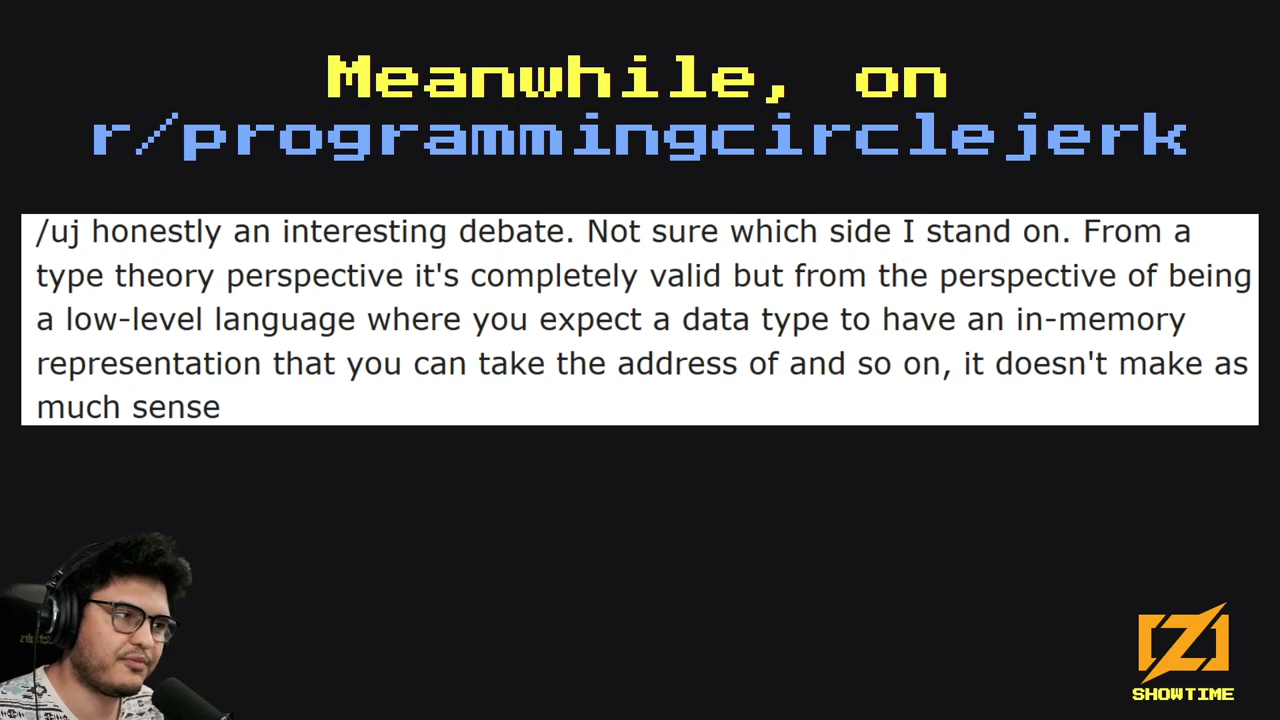 Meanwhile, on
r/programmingcirclejerk
/uj honestly an interesting debate. Not sure which side I stand on. From a
type theory perspective it's completely valid but from the perspective of being
a low-level language where you expect a data type to have an in-memory
representation that you can take the address of and so on, it doesn't make as
much sense
Z
SHOWTIME